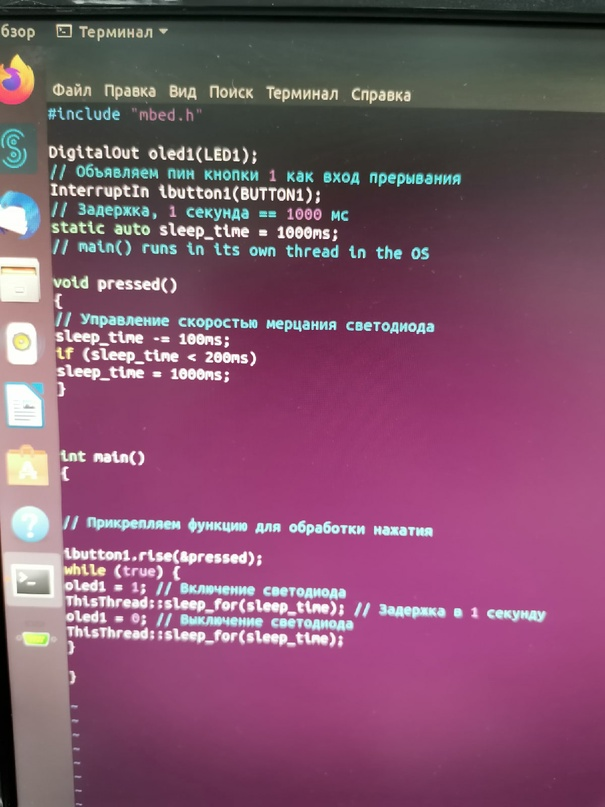 бзор Терминал
Файл Правка Вид Поиск Терминал Справка
#include "mbed.h"
DigitalOut oled1(LED1);
// Объявляем пин кнопки 1 как вход прерывания
InterruptIn ibutton1(BUTTON1);
// Задержка, 1 секунда == 1000 мс
static auto sleep_time = 1000ms;
// main() runs in its own thread in the OS
void pressed()
{
// Управление скоростью мерцания светодиода
sleep_time -= 100ms;
if (sleep_time < 200ms)
sleep_time = 1000ms;
}
int main()
{
// Прикрепляем функцию для обработки нажатия
ibutton1.rise(&pressed);
while (true) {
oled1 = 1; // Включение светодиода
ThisThread::sleep_for(sleep_time); // Задержка в 1 секунду
oled1 = 0; // Выключение светодиода
ThisThread::sleep_for(sleep_time);
}
}
~
~
~
~
~
~
~